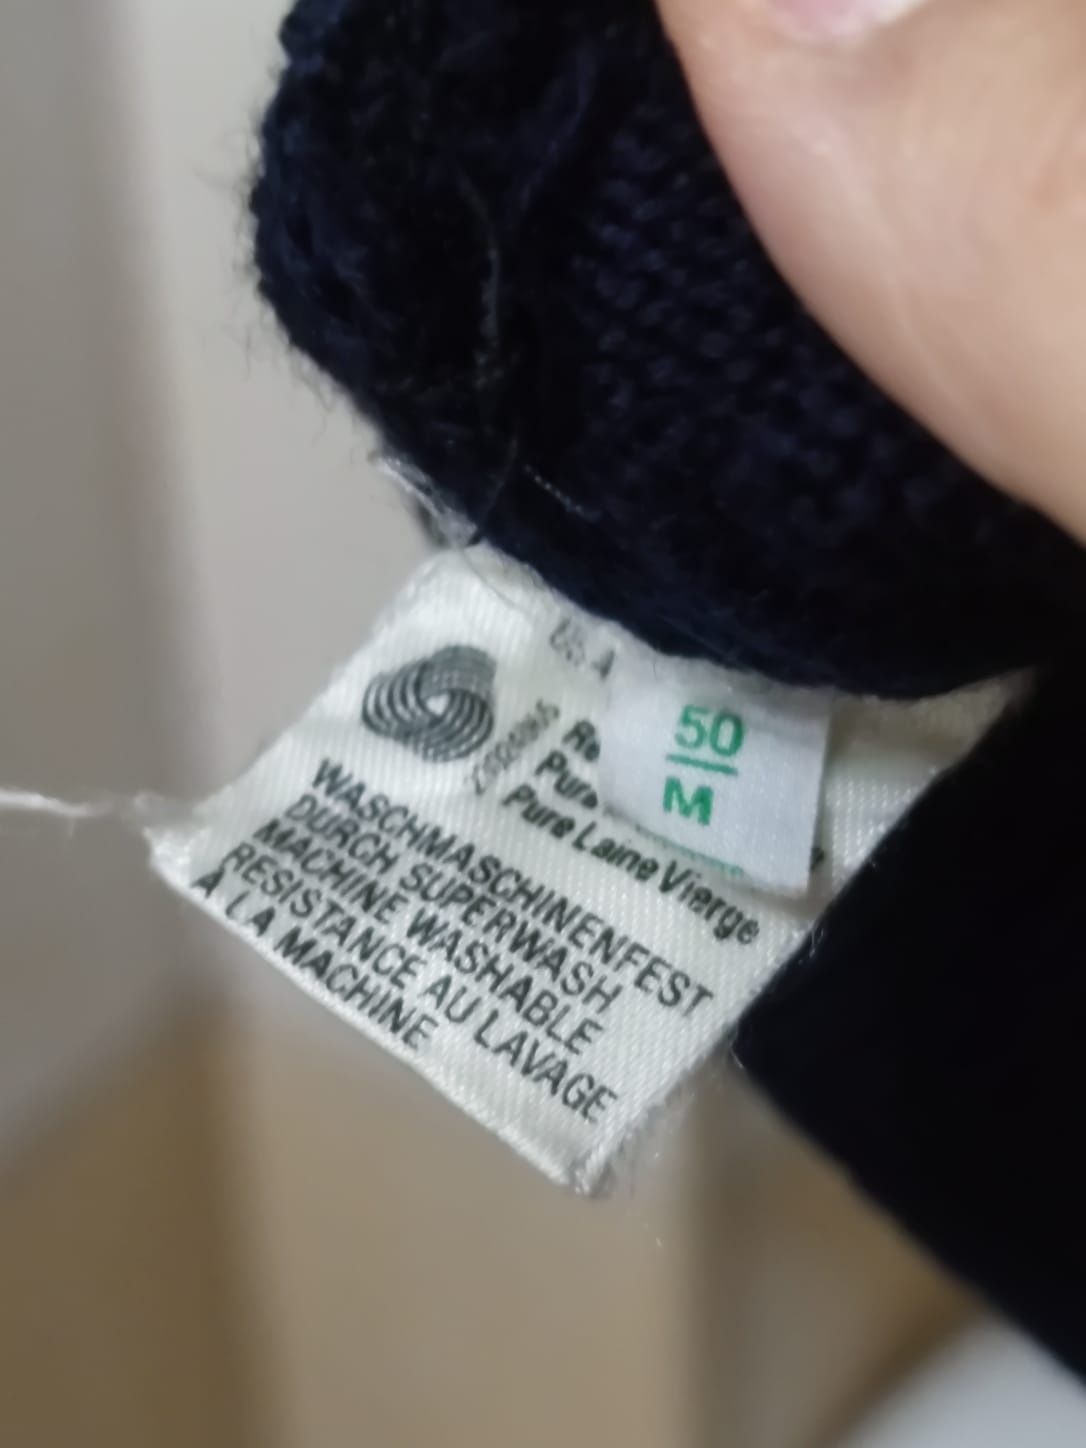 50
M
Pure Laine Vierge
WASCHMASCHINENFEST
DURCH SUPERWASH
MACHINE WASHABLE
RESISTANCE AU LAVAGE
À LA MACHINE